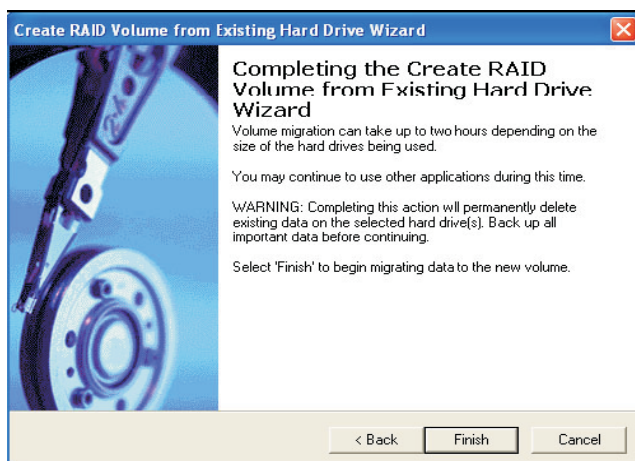 Create RAID Volume from Existing Hard Drive Wizard
Completing the Create RAID
Volume from Existing Hard Drive
Wizard
Volume migration can take up to two hours depending on the
size of the hard drives being used.
You may continue to use other applications during this time.
WARNING: Completing this action will permanently delete
existing data on the selected hard drive(s). Back up all
important data before continuing.
Select 'Finish' to begin migrating data to the new volume.
< Back
Finish
Cancel